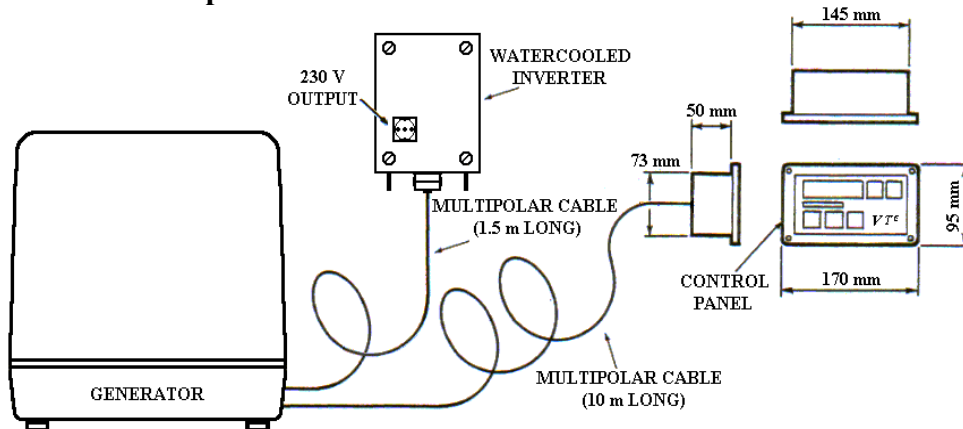 145 mm
WATERCOOLED
INVERTER
230 V
OUTPUT
50 mm
73 mm
MULTIPOLAR CABLE
(1.5 m LONG)
VTᴱ
95 mm
CONTROL
PANEL
170 mm
MULTIPOLAR CABLE
(10 m LONG)
GENERATOR